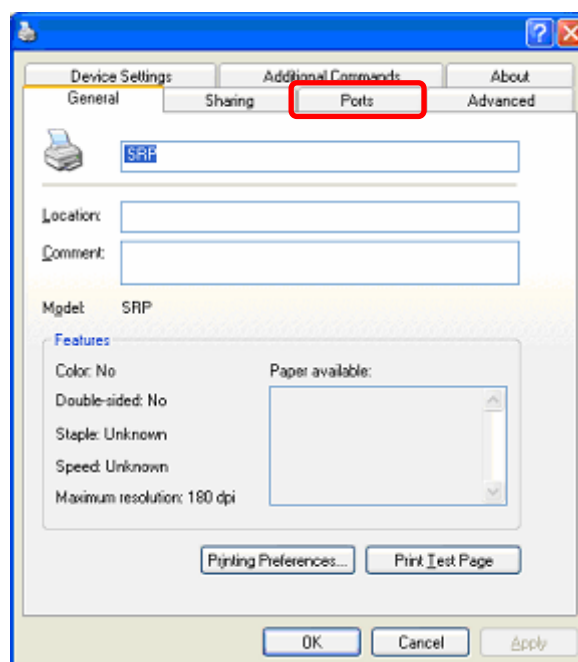 Device Settings Additional Commands About
General Sharing Ports Advanced
SRP
Location:
Comment:
Model: SRP
Features
Color: No Paper available:
Double-sided: No
Staple: Unknown
Speed: Unknown
Maximum resolution: 180 dpi
Printing Preferences... Print Test Page
OK Cancel Apply